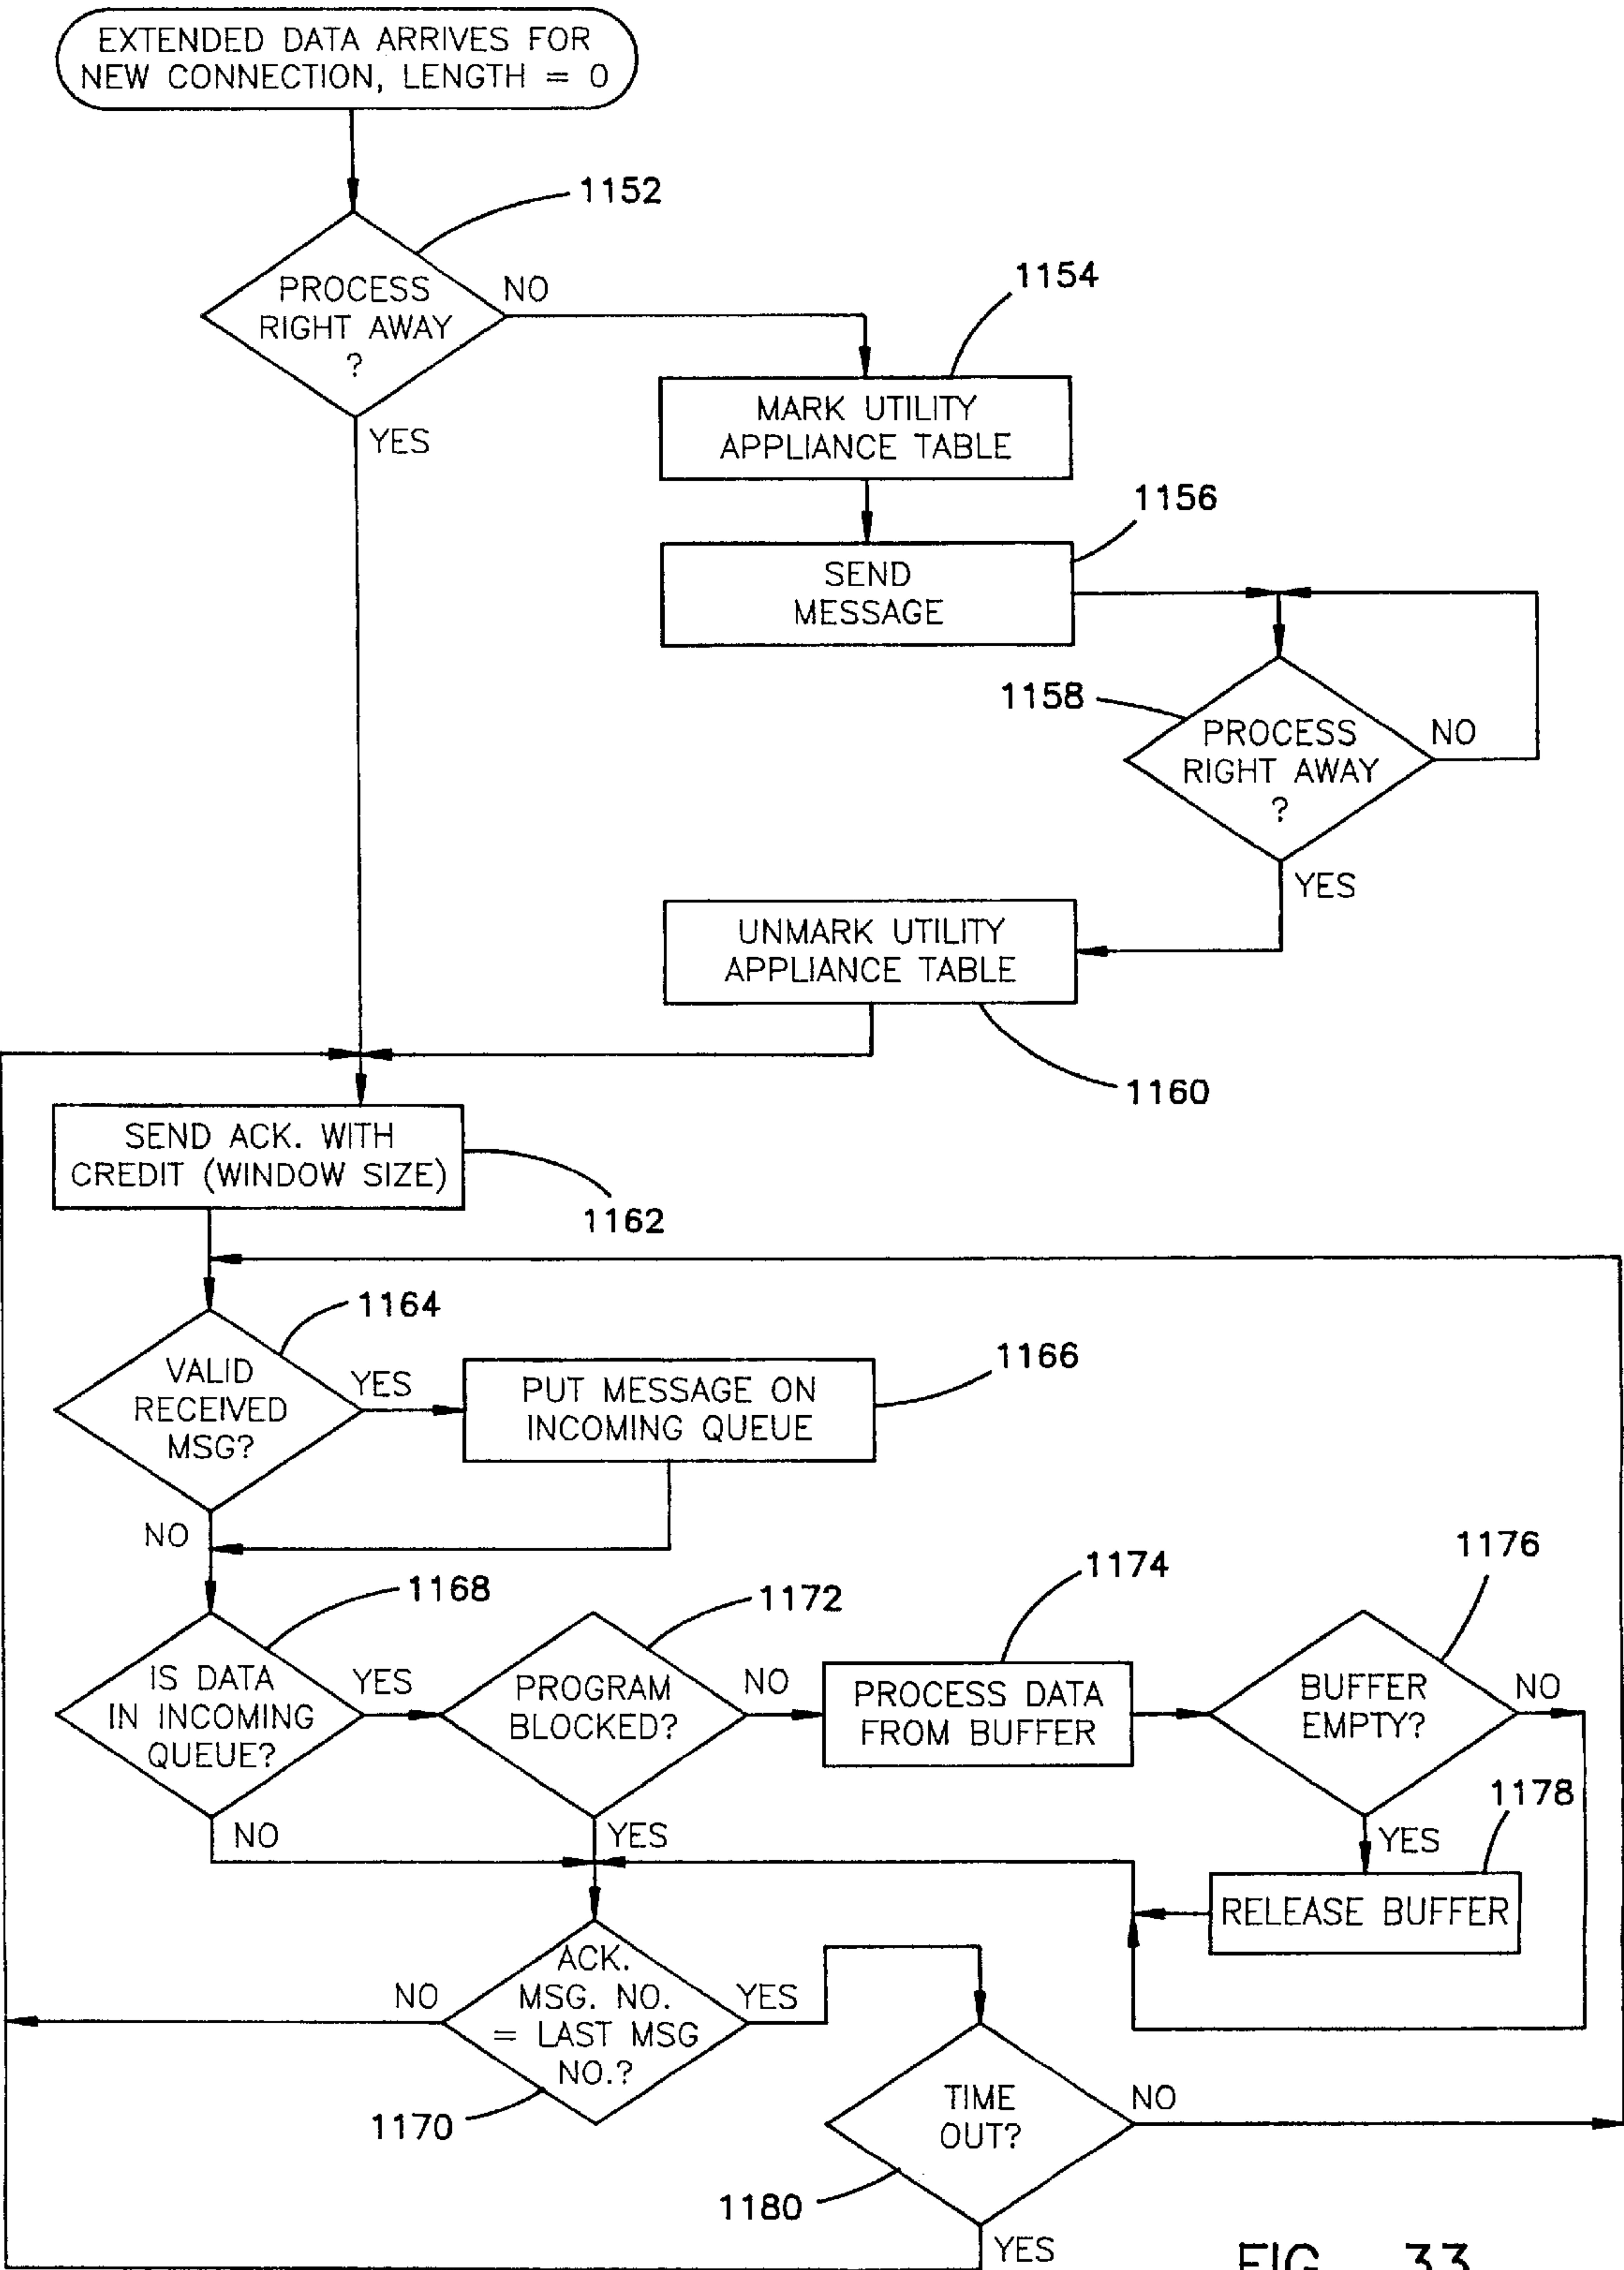 EXTENDED DATA ARRIVES FOR
NEW CONNECTION, LENGTH = 0
1152
PROCESS
RIGHT AWAY
?
NO
YES
1154
MARK UTILITY
APPLIANCE TABLE
1156
SEND
MESSAGE
1158
PROCESS
RIGHT AWAY
?
NO
YES
UNMARK UTILITY
APPLIANCE TABLE
1160
SEND ACK. WITH
CREDIT (WINDOW SIZE)
1162
1164
VALID
RECEIVED
MSG?
YES
NO
1166
PUT MESSAGE ON
INCOMING QUEUE
1168
IS DATA
IN INCOMING
QUEUE?
YES
NO
1172
PROGRAM
BLOCKED?
NO
YES
1174
PROCESS DATA
FROM BUFFER
1176
BUFFER
EMPTY?
NO
YES
1178
RELEASE BUFFER
ACK.
MSG. NO.
= LAST MSG
NO.?
NO
YES
1170
TIME
OUT?
NO
YES
1180
FIG. 33